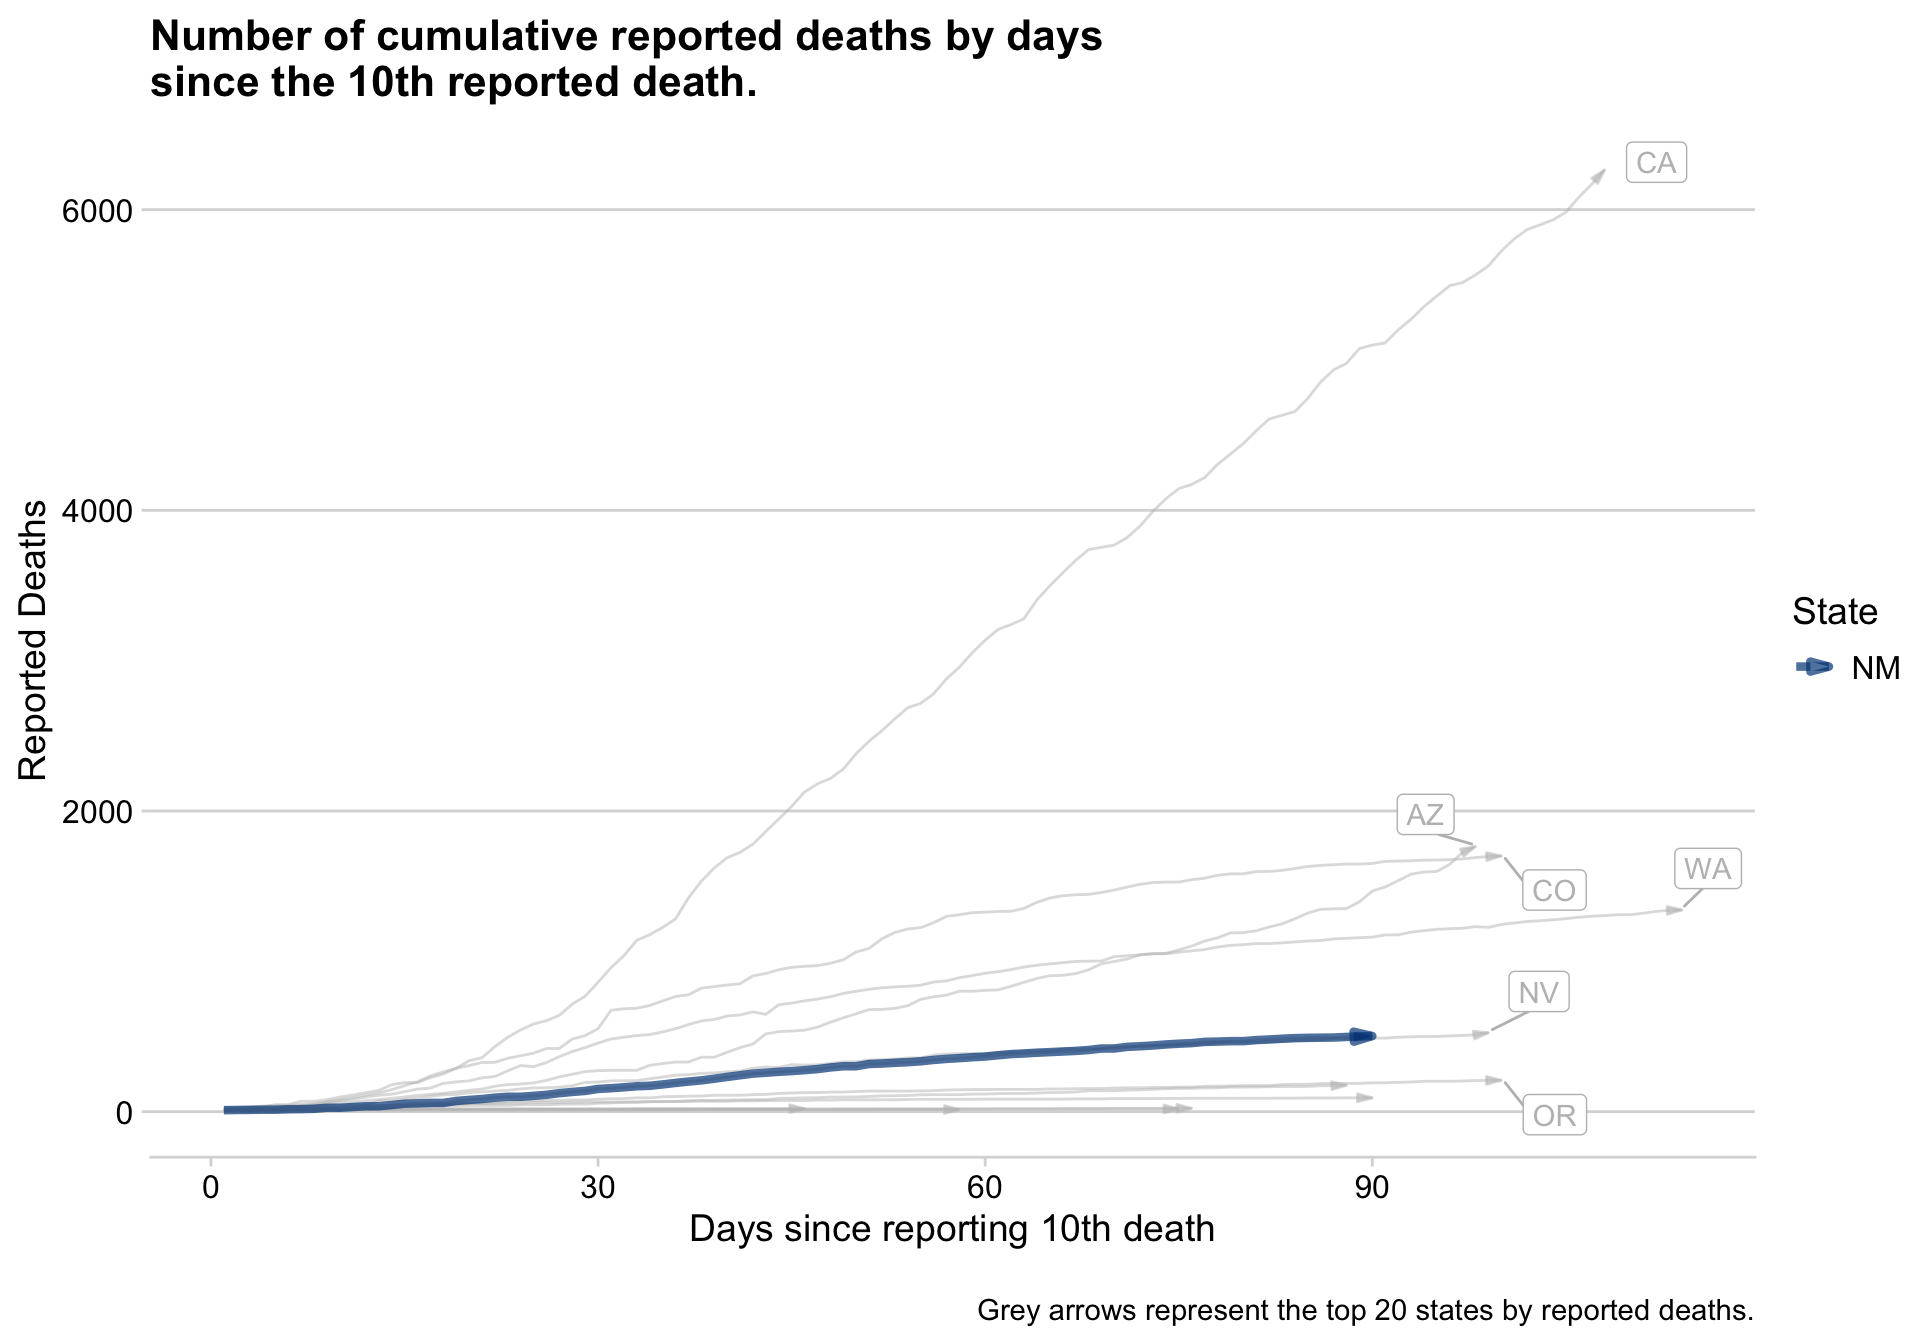 Number of cumulative reported deaths by days
since the 10th reported death.
CA
6000
4000
Reported Deaths
State
NM
2000
AZ
WA
CO
NV
0
OR
0 30 60 90
Days since reporting 10th death
Grey arrows represent the top 20 states by reported deaths.